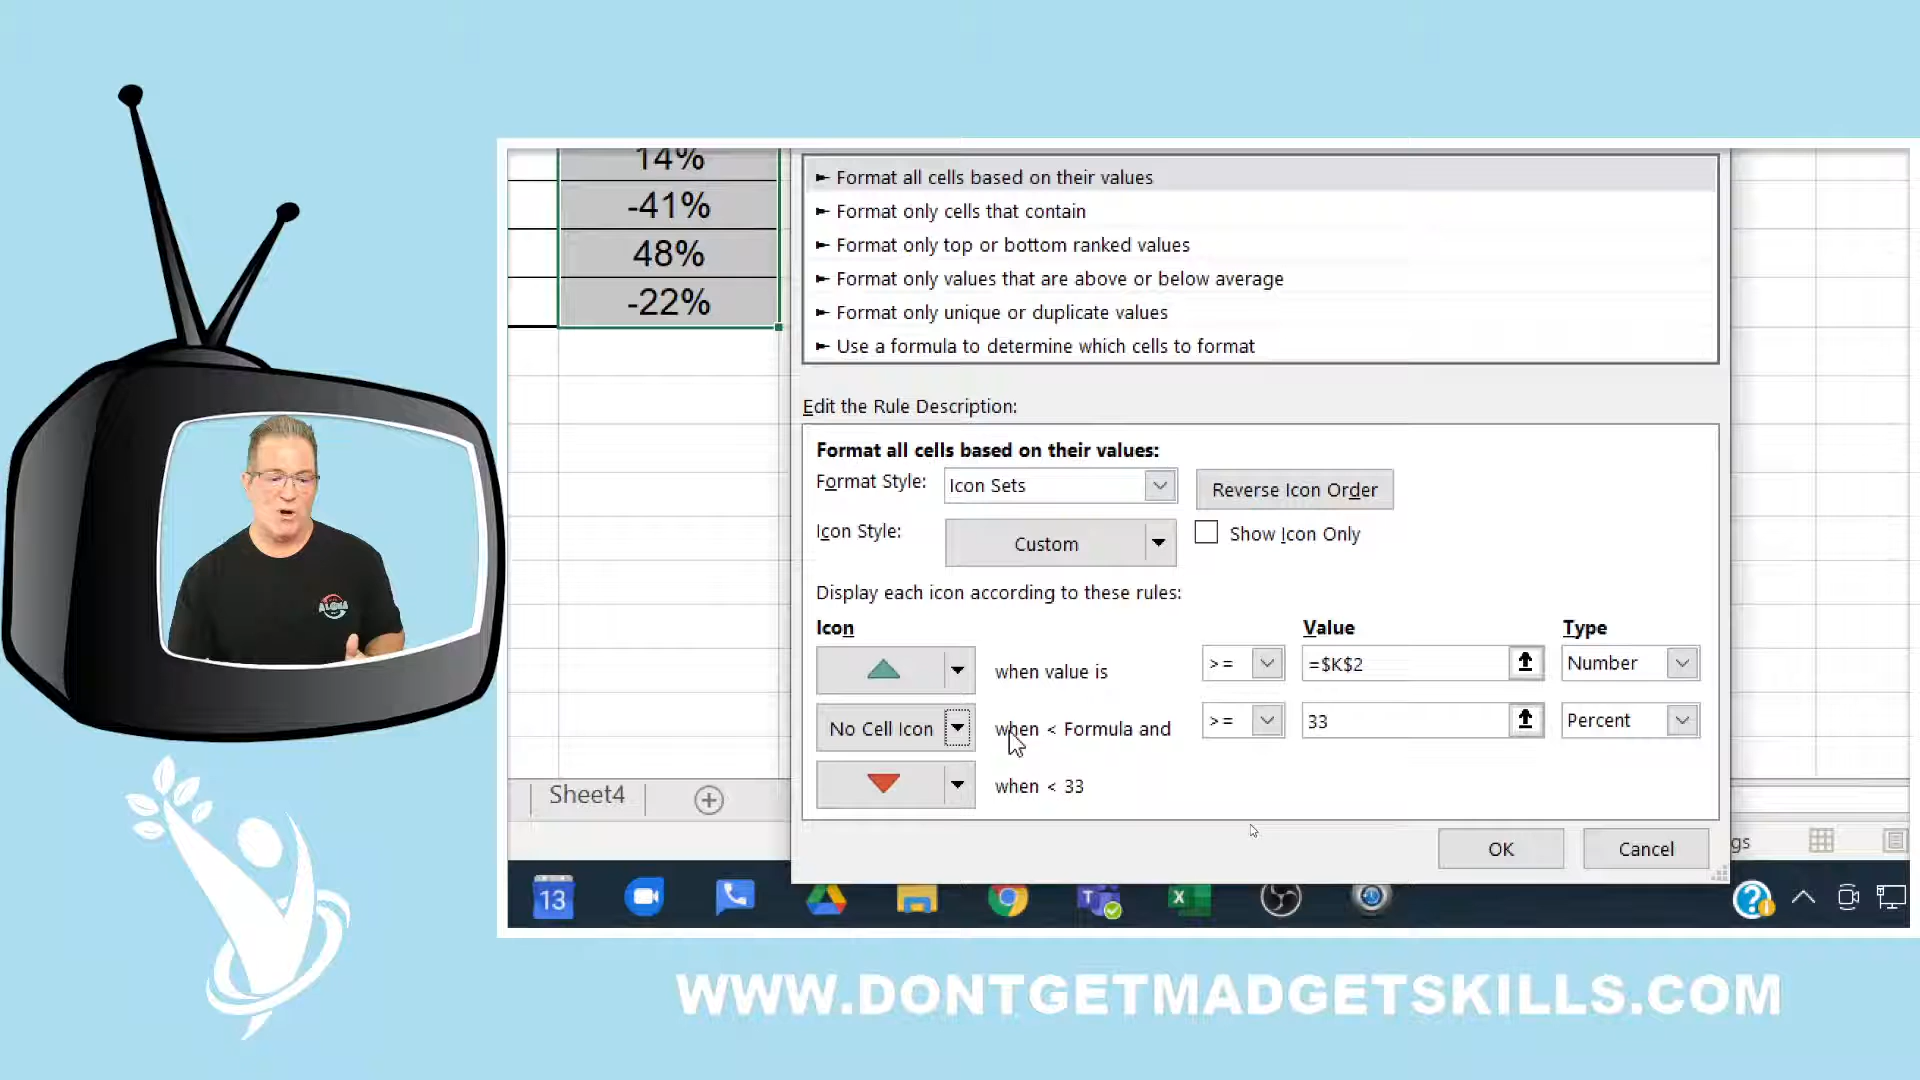 14%
-41%
48%
-22%
► Format all cells based on their values
► Format only cells that contain
► Format only top or bottom ranked values
► Format only values that are above or below average
► Format only unique or duplicate values
► Use a formula to determine which cells to format
Edit the Rule Description:
Format all cells based on their values:
Format Style: Icon Sets Reverse Icon Order
Icon Style: Custom Show Icon Only
Display each icon according to these rules:
Icon Value Type
when value is >= =$K$2 Number
No Cell Icon when < Formula and >= 33 Percent
when < 33
Sheet4
OK Cancel
gs
13
ALOHA
WWW.DONTGETMADGETSKILLS.COM